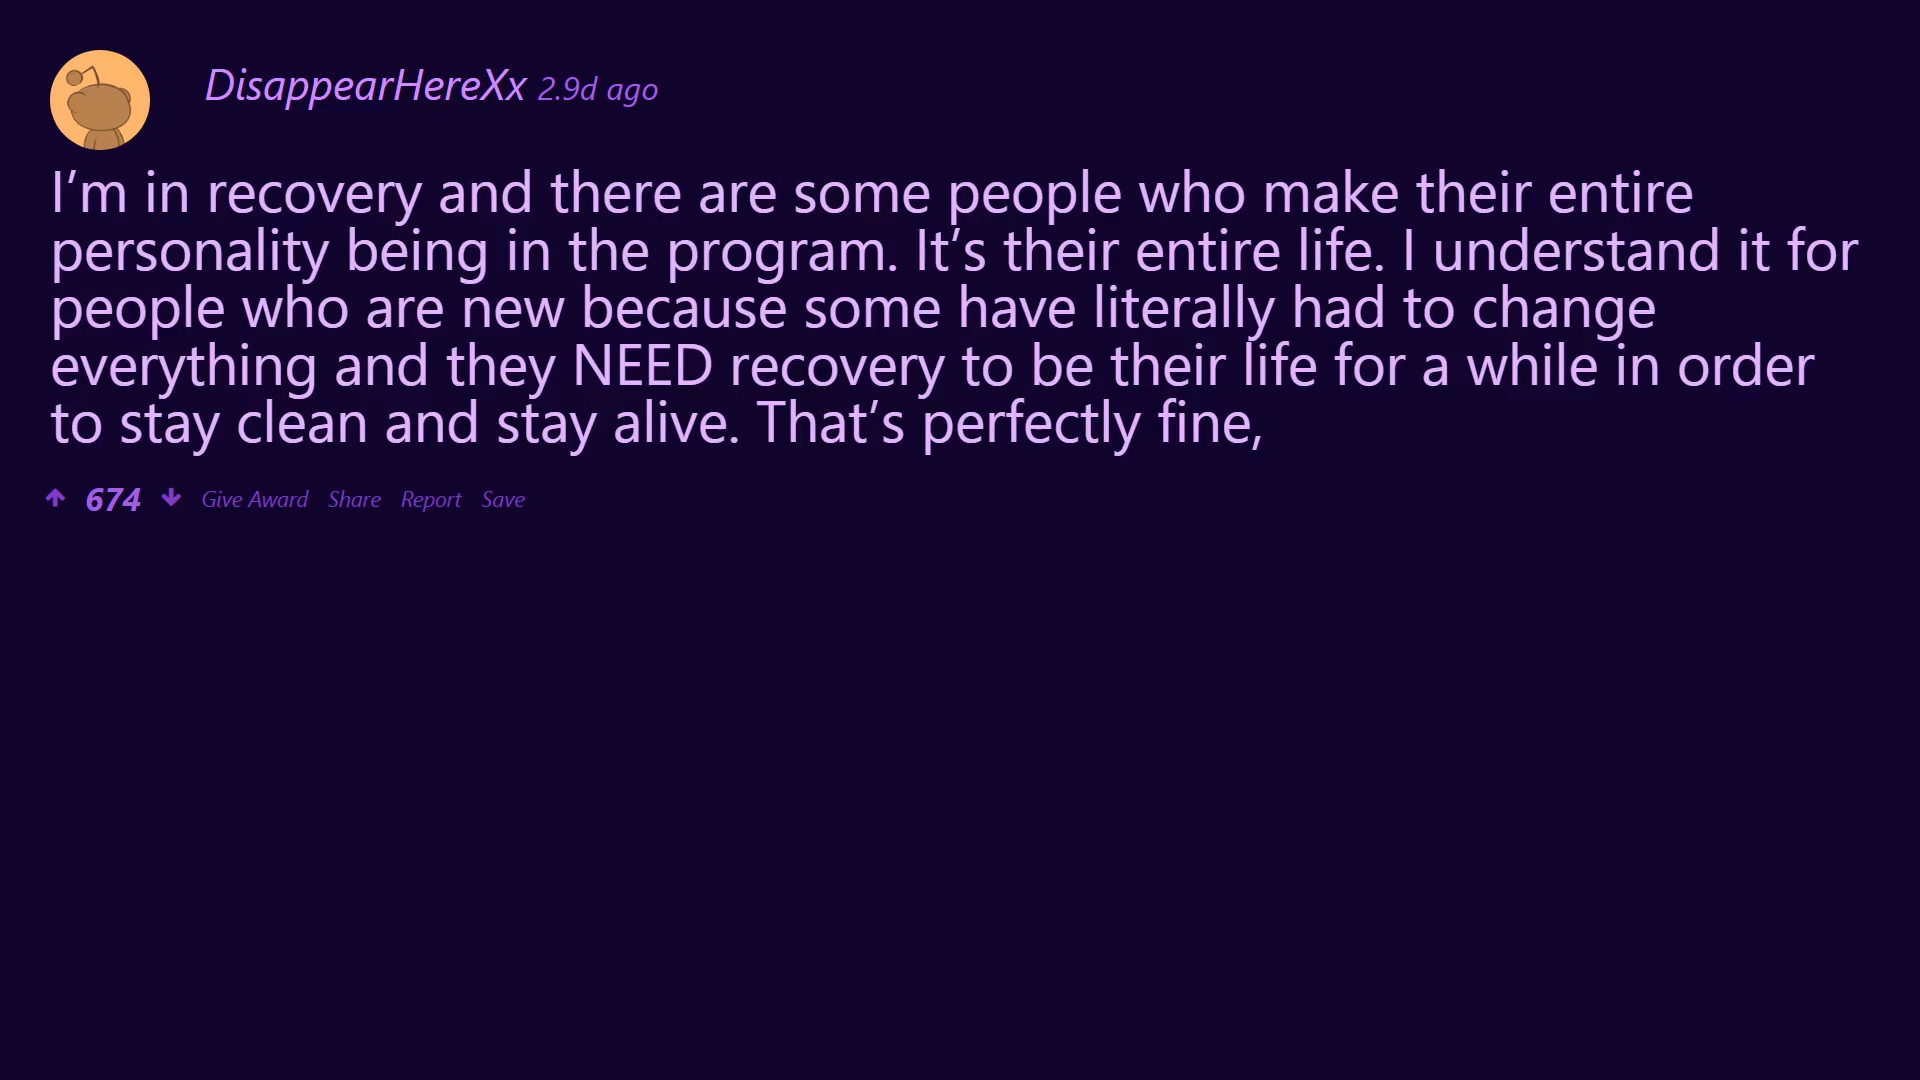 DisappearHereXx 2.9d ago
I’m in recovery and there are some people who make their entire
personality being in the program. It’s their entire life. I understand it for
people who are new because some have literally had to change
everything and they NEED recovery to be their life for a while in order
to stay clean and stay alive. That’s perfectly fine,
674 Give Award Share Report Save